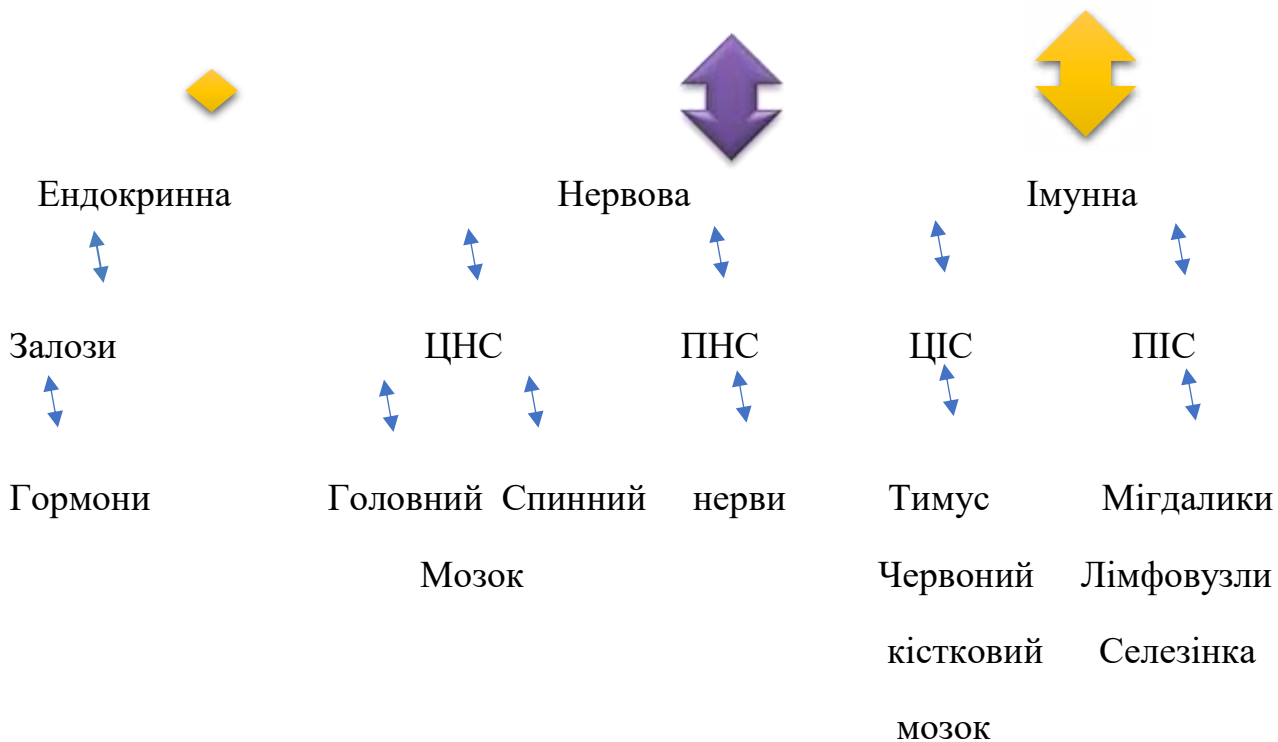 Ендокринна Нервова Імунна
Залози ЦНС ПНС ЦІС ПІС
Гормони Головний Спинний нерви Тимус Мігдалики
Мозок Червоний Лімфовузли
кістковий Селезінка
мозок